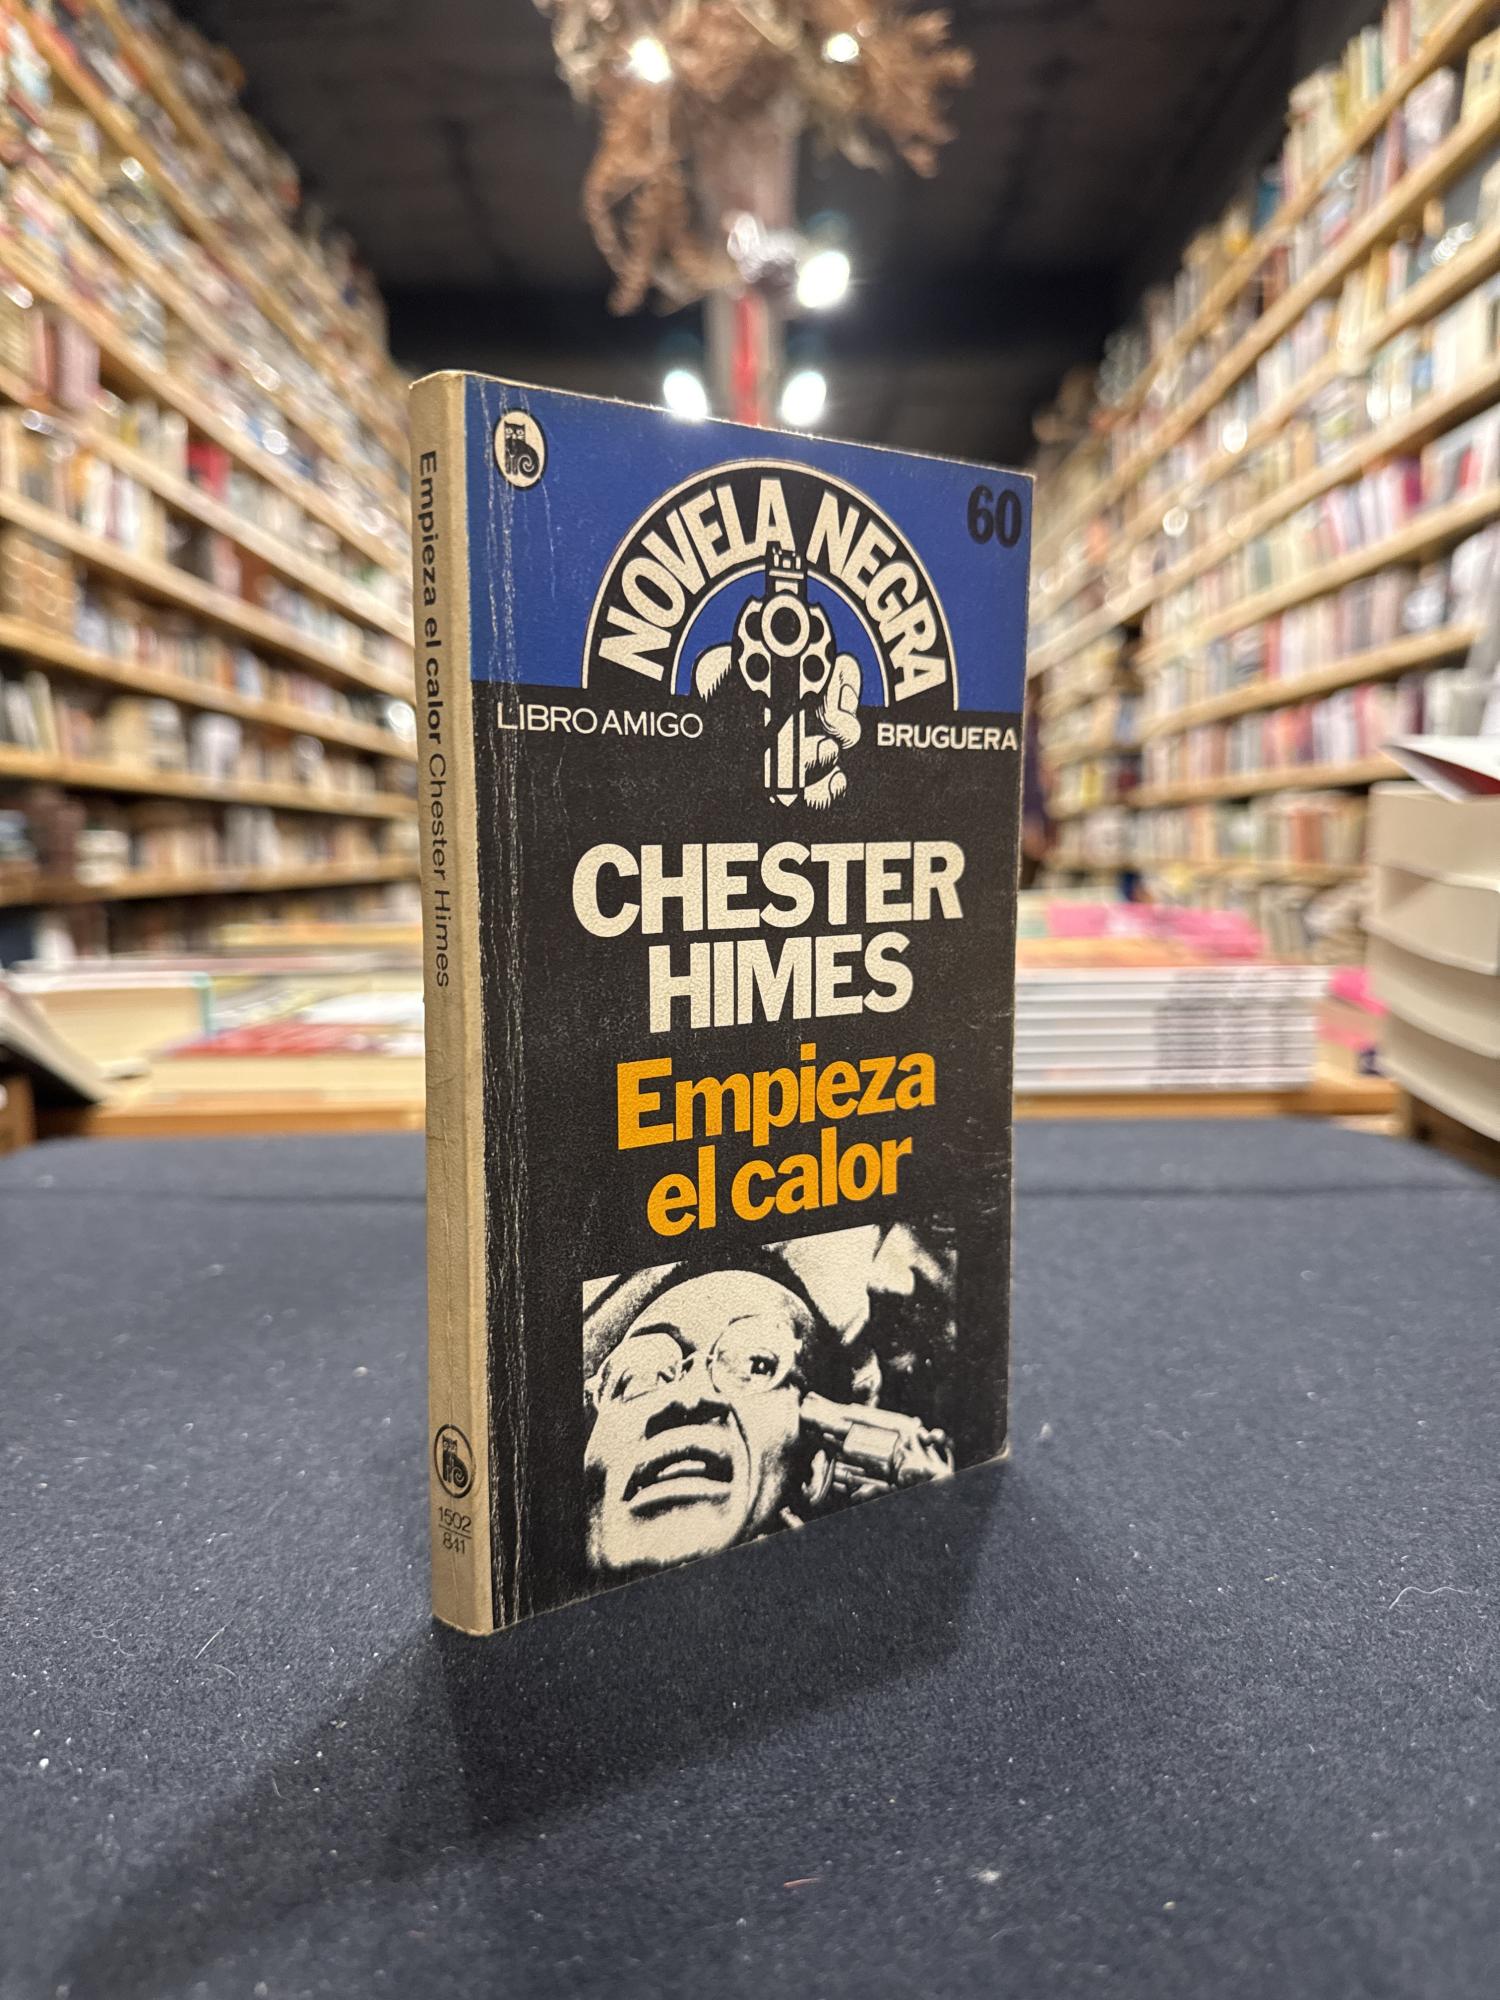 Empieza el calor Chester Himes
1502
841
NOVELA NEGRA
60
LIBRO AMIGO
BRUGUERA
CHESTER
HIMES
Empieza
el calor